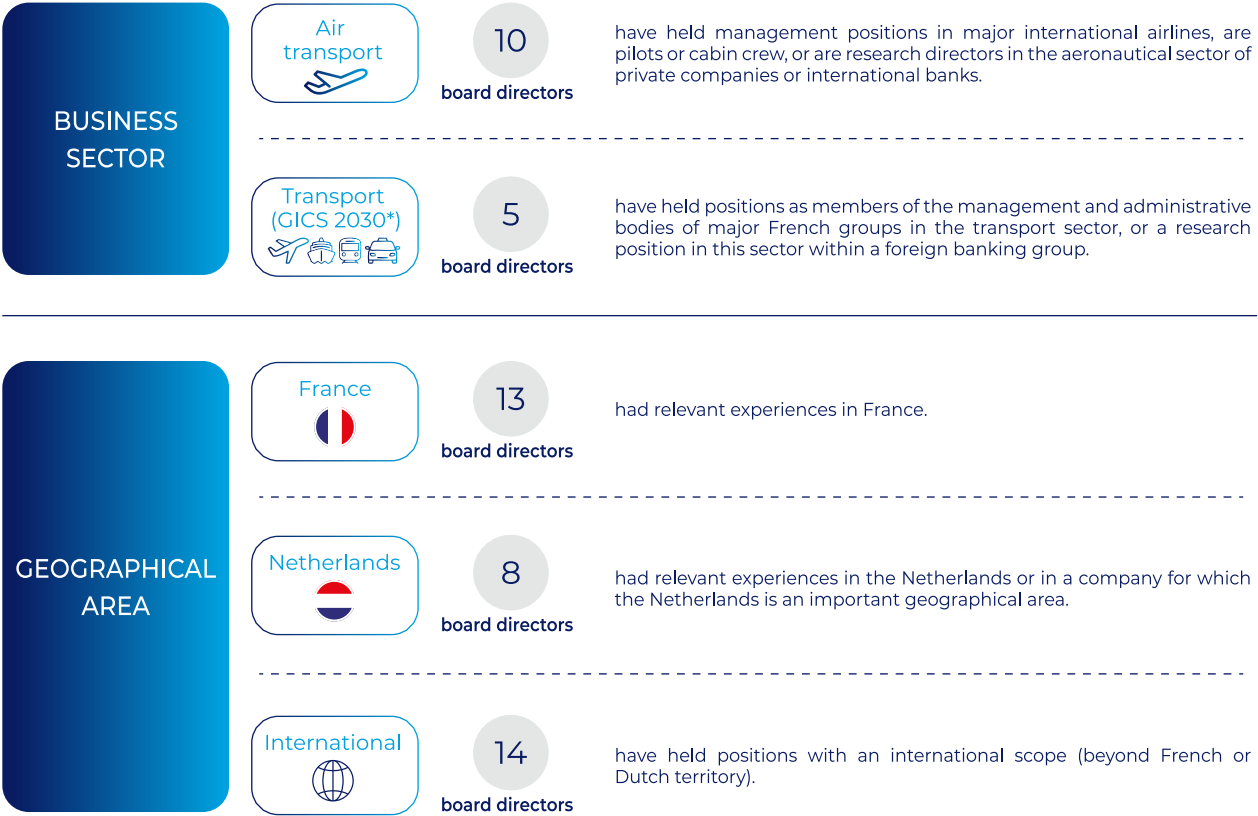 BUSINESS
SECTOR
Air
transport
10
board directors
have held management positions in major international airlines, are
pilots or cabin crew, or are research directors in the aeronautical sector of
private companies or international banks.
Transport
(GICS 2030*)
5
board directors
have held positions as members of the management and administrative
bodies of major French groups in the transport sector, or a research
position in this sector within a foreign banking group.
GEOGRAPHICAL
AREA
France
13
board directors
had relevant experiences in France.
Netherlands
8
board directors
had relevant experiences in the Netherlands or in a company for which
the Netherlands is an important geographical area.
International
14
board directors
have held positions with an international scope (beyond French or
Dutch territory).